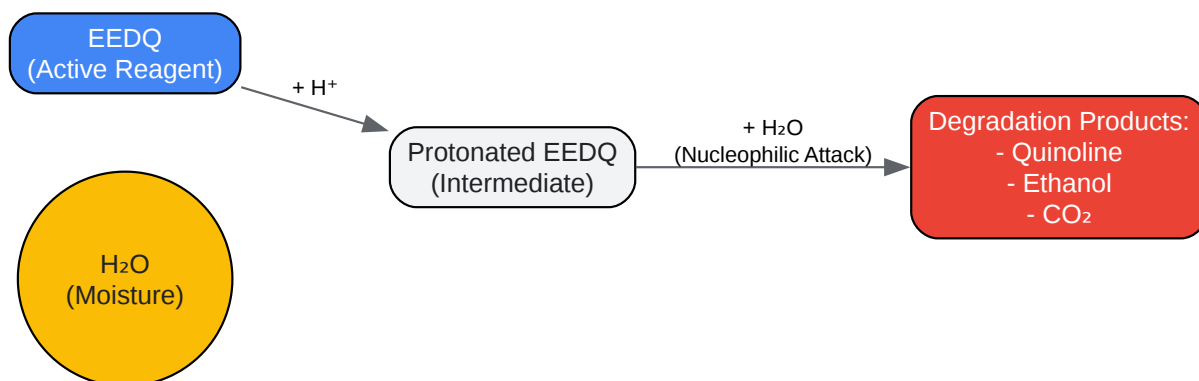 EEDQ
(Active Reagent)
+ H⁺
Protonated EEDQ
(Intermediate)
+ H₂O
(Nucleophilic Attack)
Degradation Products:
- Quinoline
- Ethanol
- CO₂
H₂O
(Moisture)